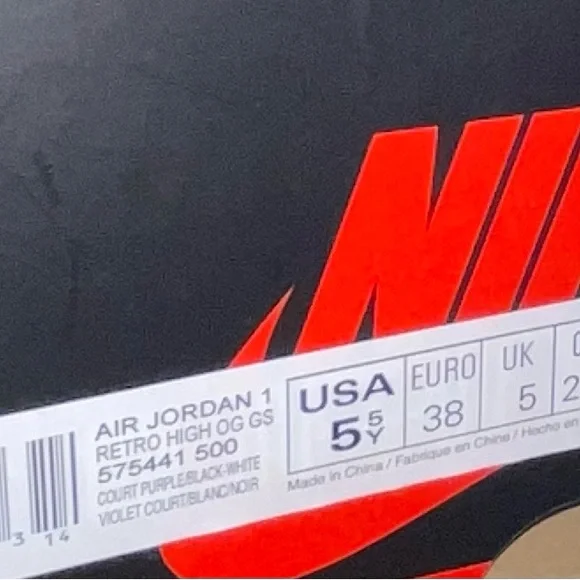 AIR JORDAN 1
RETRO HIGH OG GS
575441 500
COURT PURPLE/BLACK-WHITE
VIOLET COURT/BLANC/NOIR
3 14
USA
5 5 Y
EURO
38
UK
5
2
Made in China / Fabriqué en Chine / Hecho en